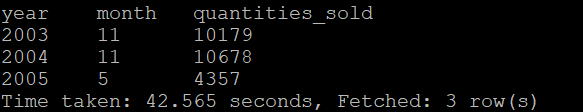 year month quantities_sold
2003 11 10179
2004 11 10678
2005 5 4357
Time taken: 42.565 seconds, Fetched: 3 row(s)